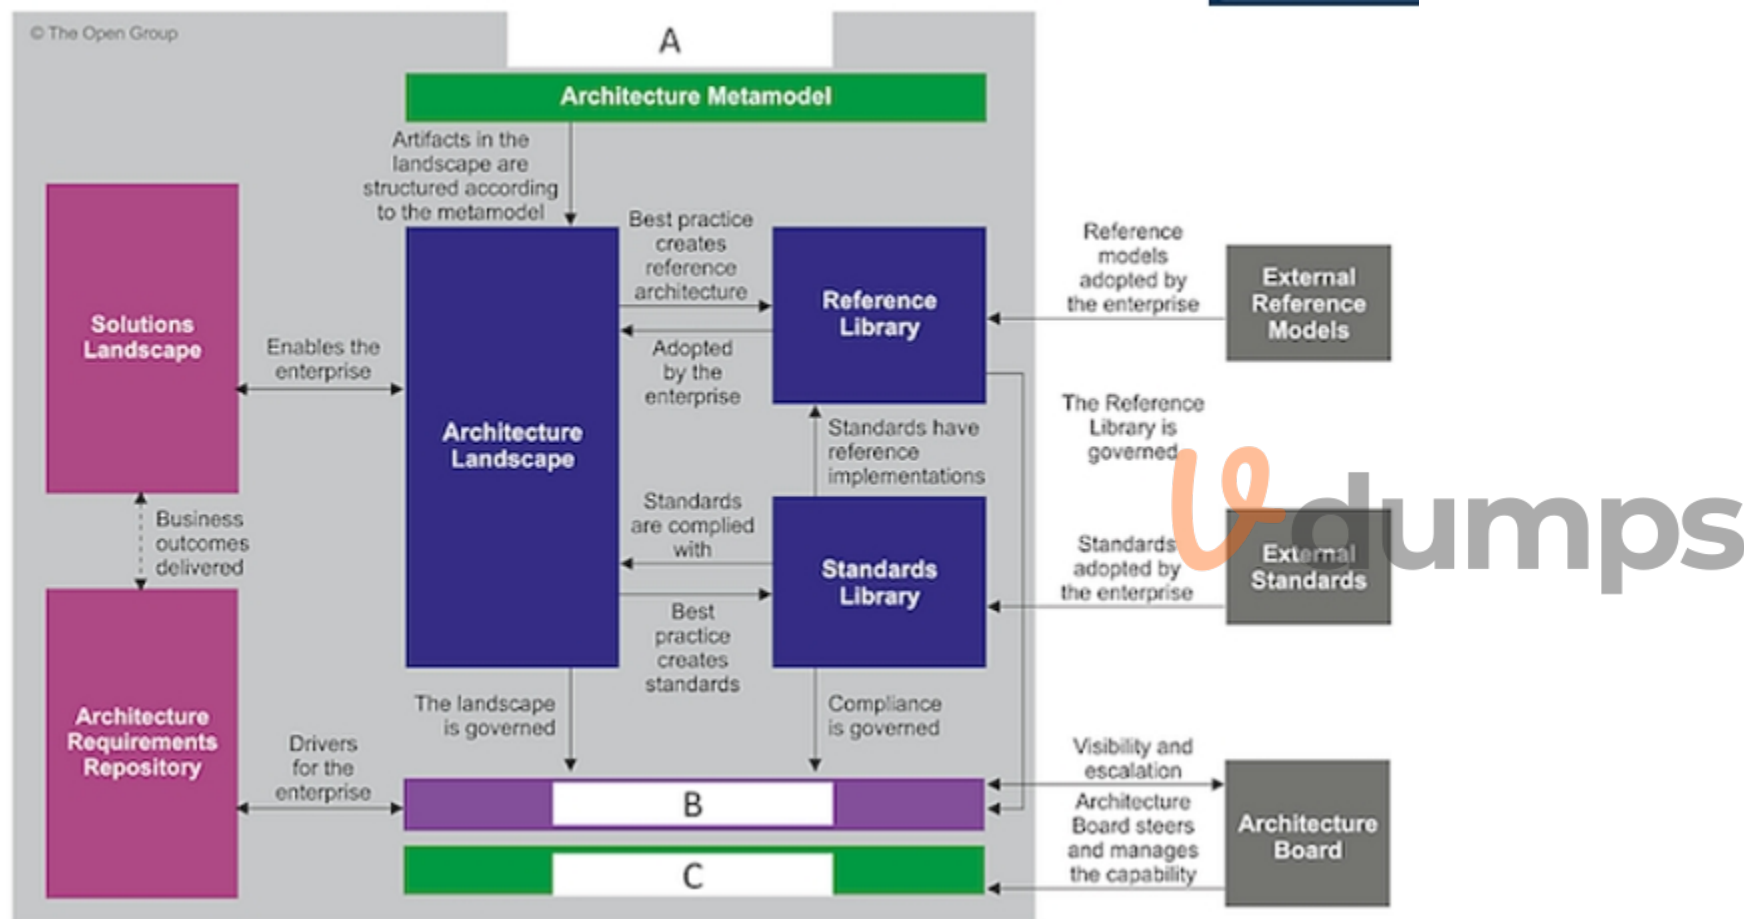 © The Open Group
A
Architecture Metamodel
Artifacts in the
landscape are
structured according
to the metamodel
Solutions
Landscape
Enables the
enterprise
Business
outcomes
delivered
Architecture
Requirements
Repository
Drivers
for the
enterprise
Architecture
Landscape
Best practice
creates
reference
architecture
Adopted
by the
enterprise
Reference
Library
Standards have
reference
implementations
Standards
are complied
with
Best
practice
creates
standards
Standards
Library
The landscape
is governed
Compliance
is governed
B
C
Reference
models
adopted by
the enterprise
External
Reference
Models
The Reference
Library is
governed
Standards
adopted by
the enterprise
External
Standards
Vdumps
Visibility and
escalation
Architecture
Board steers
and manages
the capability
Architecture
Board